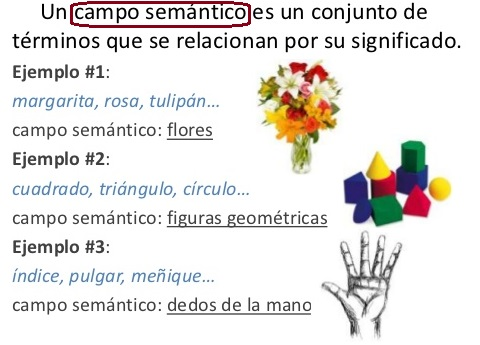 Un campo semántico es un conjunto de
términos que se relacionan por su significado.
Ejemplo #1:
margarita, rosa, tulipán...
campo semántico: flores
Ejemplo #2:
cuadrado, triángulo, círculo...
campo semántico: figuras geométricas
Ejemplo #3:
índice, pulgar, meñique...
campo semántico: dedos de la mano